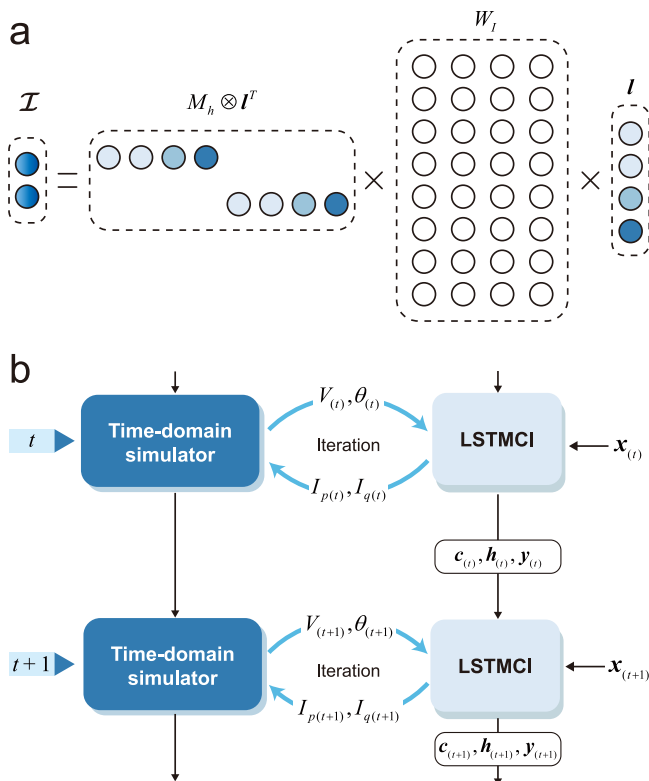 a
W_I
𝓘
M_h ⊗ l^T
l
=
×
×
b
V_(t), θ_(t)
t
Time-domain
simulator
Iteration
LSTMCI
x_(t)
I_p(t), I_q(t)
c_(t), h_(t), y_(t)
V_(t+1), θ_(t+1)
t + 1
Time-domain
simulator
Iteration
LSTMCI
x_(t+1)
I_p(t+1), I_q(t+1)
c_(t+1), h_(t+1), y_(t+1)